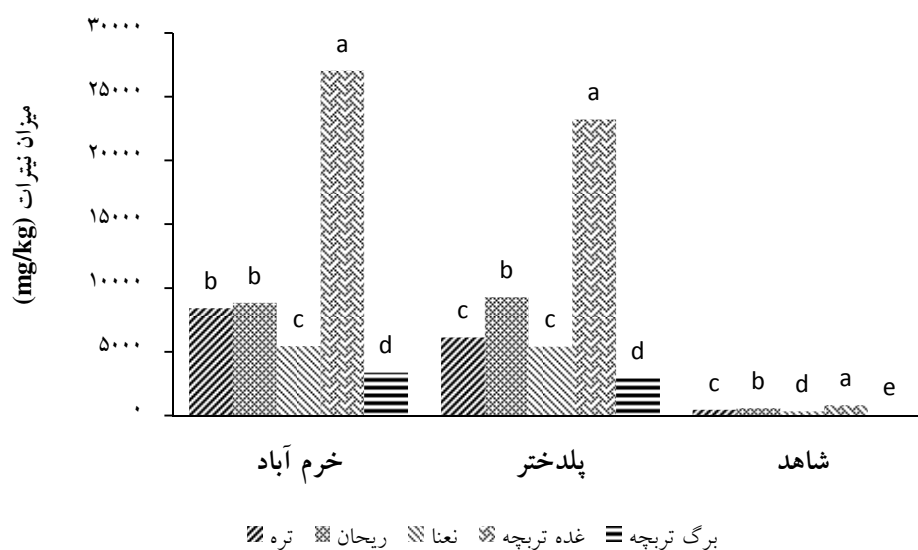 میزان نیترات (mg/kg)
۳۰۰۰۰
۲۵۰۰۰
۲۰۰۰۰
۱۵۰۰۰
۱۰۰۰۰
۵۰۰۰
۰
b b c a d
c b c a d
c b d a e
خرم آباد
پلدختر
شاهد
تره ریحان نعنا غده تربچه برگ تربچه